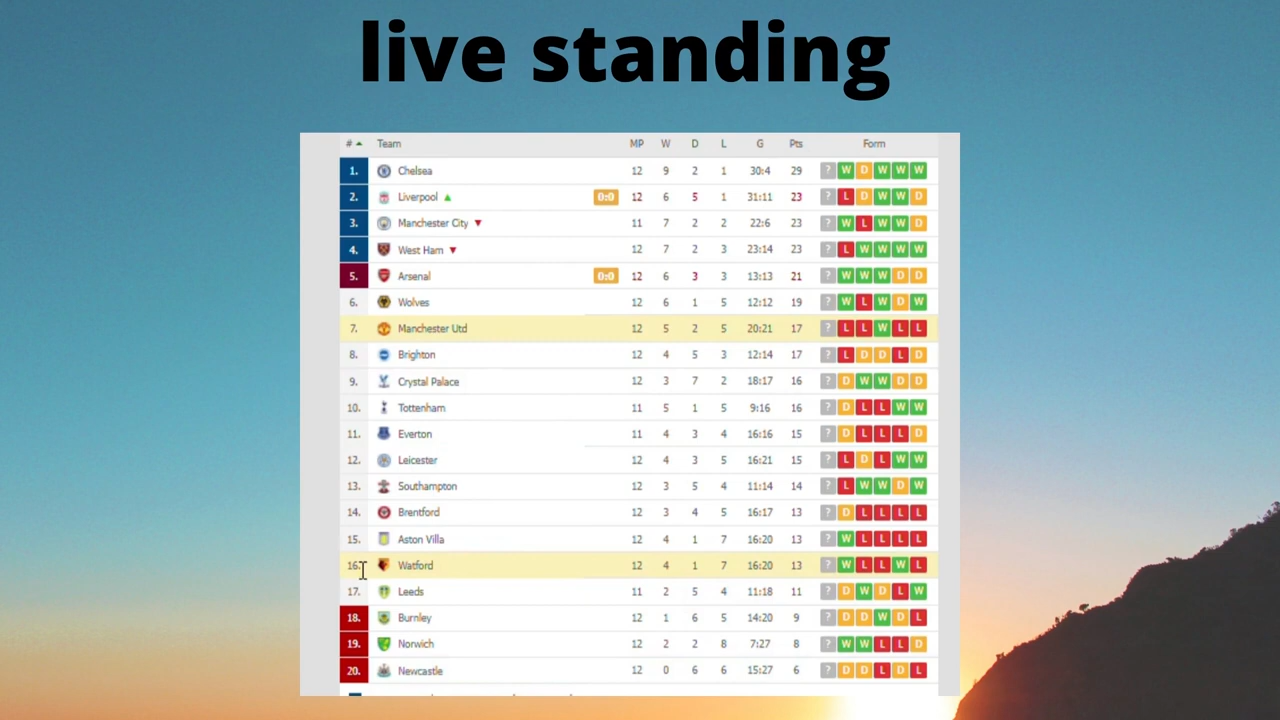 live standing
# Team MP W D L G Pts Form
1. Chelsea 12 9 2 1 30:4 29 ? W D W W W
2. Liverpool 0:0 12 6 5 1 31:11 23 ? L D W W D
3. Manchester City 11 7 2 2 22:6 23 ? W L W W D
4. West Ham 12 7 2 3 23:14 23 ? L W W W W
5. Arsenal 0:0 12 6 3 3 13:13 21 ? W W W D D
6. Wolves 12 6 1 5 12:12 19 ? W L W D W
7. Manchester Utd 12 5 2 5 20:21 17 ? L L W L L
8. Brighton 12 4 5 3 12:14 17 ? L D D L D
9. Crystal Palace 12 3 7 2 18:17 16 ? D W W D D
10. Tottenham 11 5 1 5 9:16 16 ? D L L W W
11. Everton 11 4 3 4 16:16 15 ? D L L L D
12. Leicester 12 4 3 5 16:21 15 ? L D L W W
13. Southampton 12 3 5 4 11:14 14 ? L W W D W
14. Brentford 12 3 4 5 16:17 13 ? D L L L L
15. Aston Villa 12 4 1 7 16:20 13 ? W L L L L
16. Watford 12 4 1 7 16:20 13 ? W L L W L
17. Leeds 11 2 5 4 11:18 11 ? D W D L W
18. Burnley 12 1 6 5 14:20 9 ? D D W D L
19. Norwich 12 2 2 8 7:27 8 ? W W L L D
20. Newcastle 12 0 6 6 15:27 6 ? D D L D L